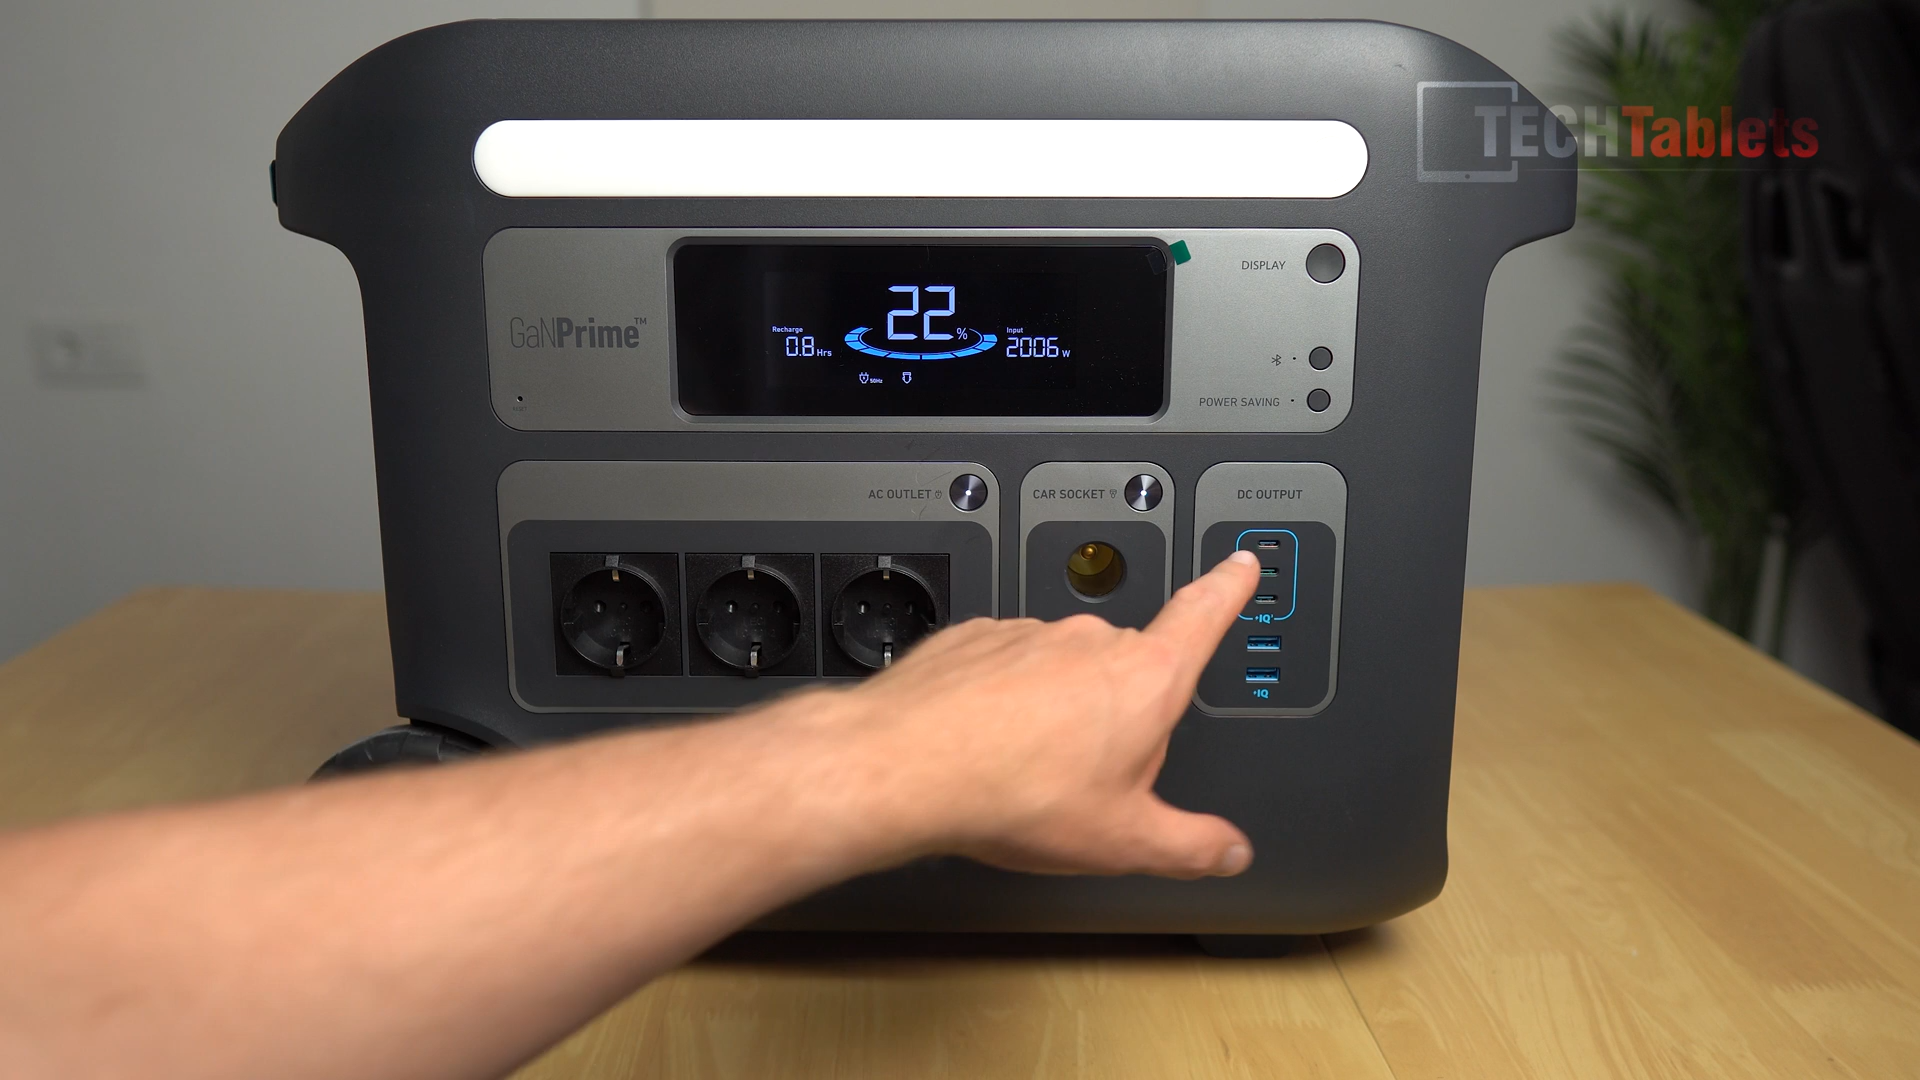 TECHTablets
DISPLAY
GaNPrime™
Recharge
0.8 Hrs
22%
Input
2006 W
50Hz
POWER SAVING
AC OUTLET
CAR SOCKET
DC OUTPUT
IQ
IQ